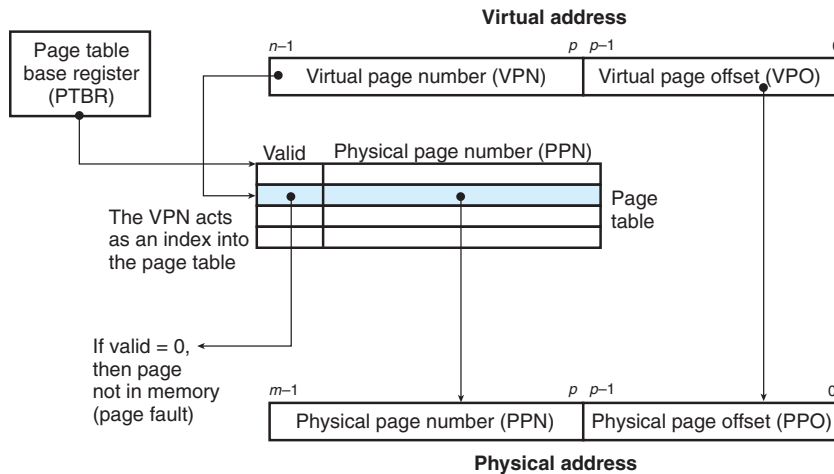 Virtual address
Page table
base register
(PTBR)
n–1 p p–1
Virtual page number (VPN) Virtual page offset (VPO)
Valid Physical page number (PPN)
Page
table
The VPN acts
as an index into
the page table
If valid = 0,
then page
not in memory
(page fault)
m–1 p p–1 0
Physical page number (PPN) Physical page offset (PPO)
Physical address